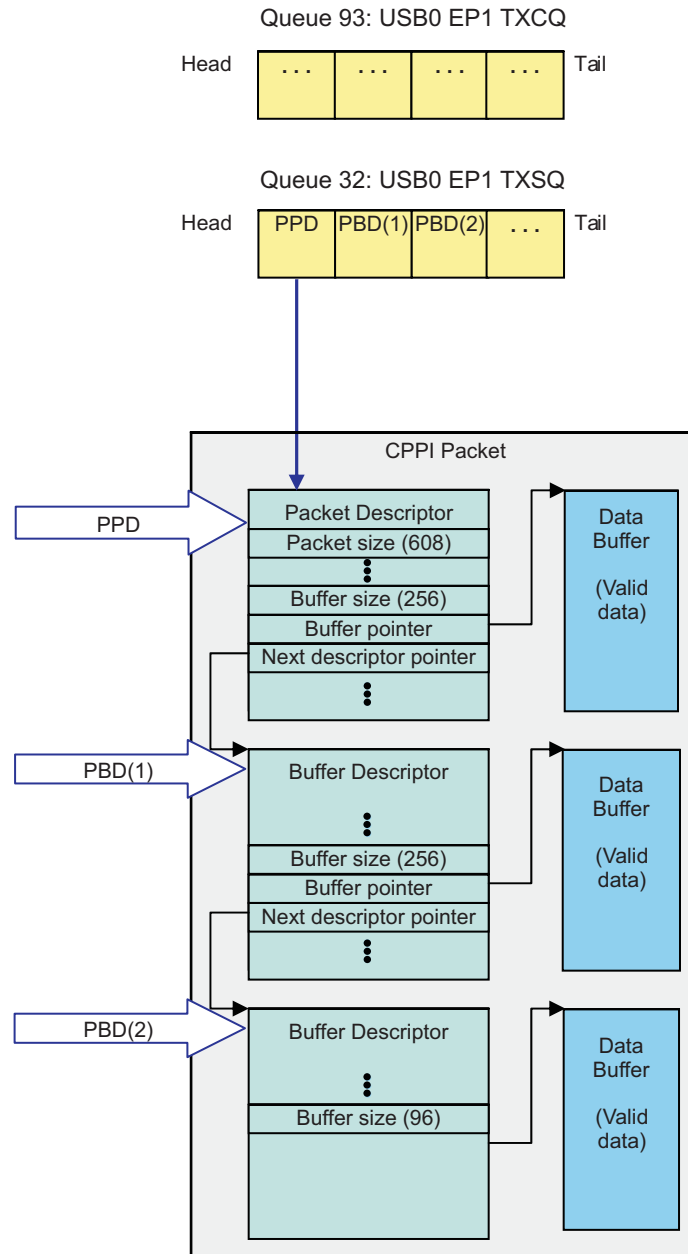 Queue 93: USB0 EP1 TXCQ
Head . . . . . . . . . . . . Tail
Queue 32: USB0 EP1 TXSQ
Head PPD PBD(1) PBD(2) . . . Tail
CPPI Packet
PPD
Packet Descriptor
Packet size (608)
Buffer size (256)
Buffer pointer
Next descriptor pointer
Data
Buffer
(Valid
data)
PBD(1)
Buffer Descriptor
Buffer size (256)
Buffer pointer
Next descriptor pointer
Data
Buffer
(Valid
data)
PBD(2)
Buffer Descriptor
Buffer size (96)
Data
Buffer
(Valid
data)